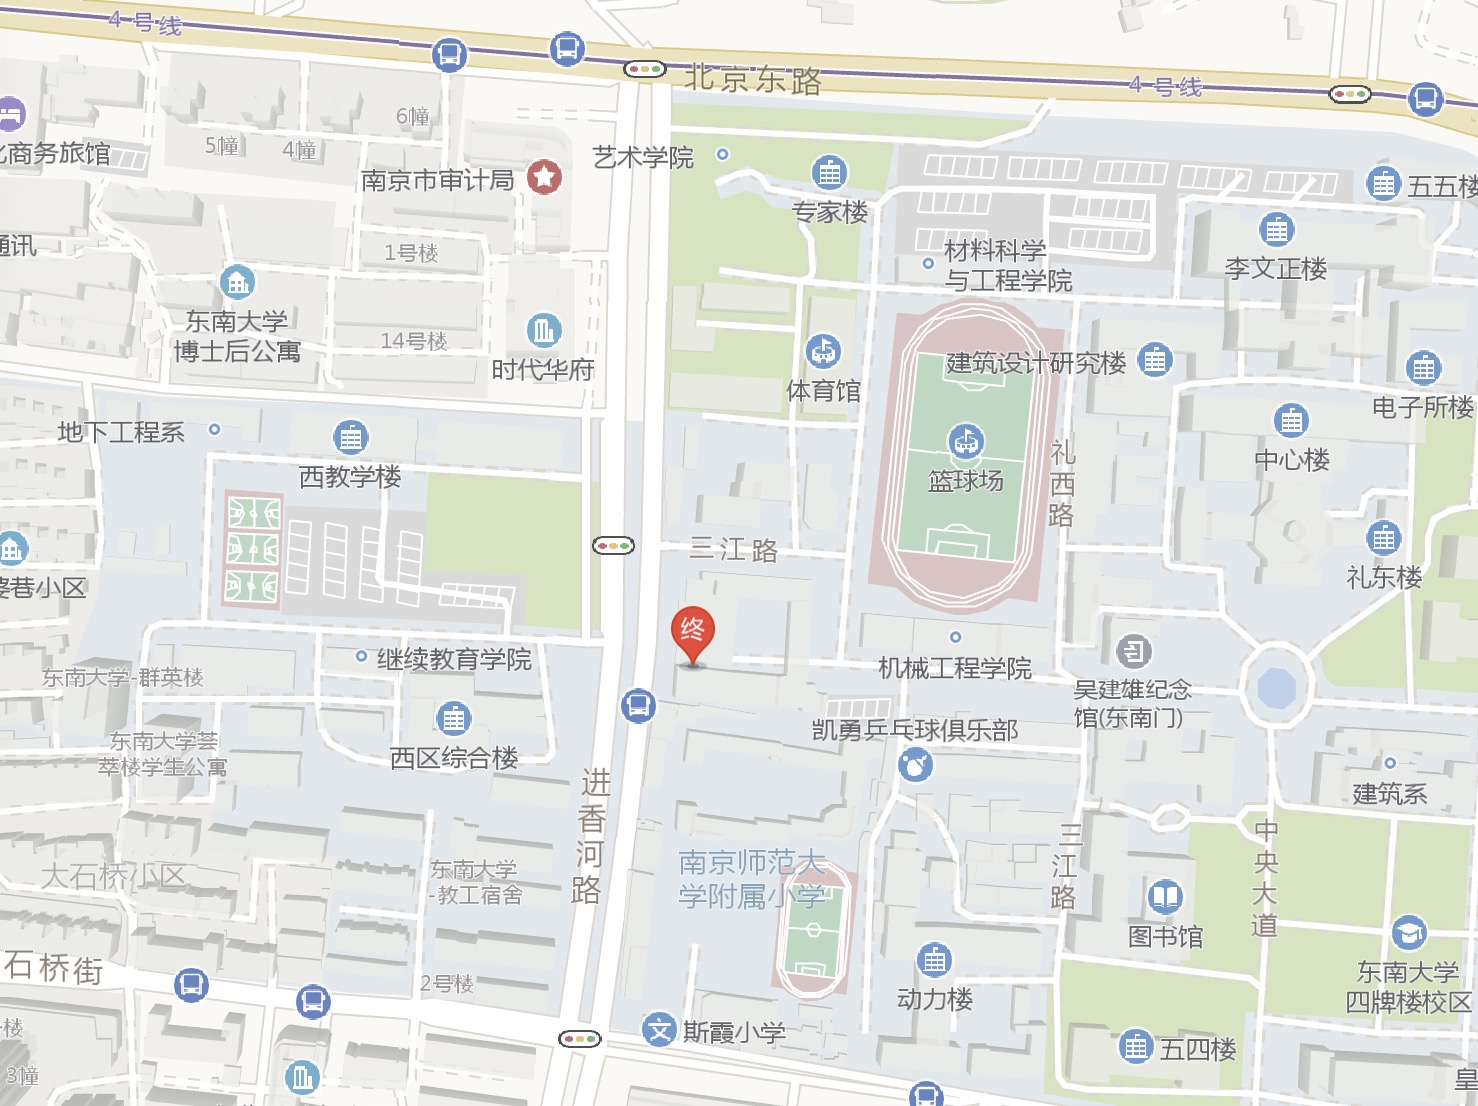 4号线
北京东路
4号线
6幢
5幢
4幢
化商务旅馆
南京市审计局
艺术学院
专家楼
五五楼
通讯
1号楼
材料科学
与工程学院
李文正楼
东南大学
博士后公寓
14号楼
时代华府
体育馆
建筑设计研究楼
电子所楼
地下工程系
西教学楼
篮球场
礼西路
中心楼
三江路
婆巷小区
礼东楼
终
继续教育学院
机械工程学院
东南大学-群英楼
吴建雄纪念
馆(东南门)
东南大学荟
萃楼学生公寓
西区综合楼
凯勇乒乓球俱乐部
进香河路
建筑系
大石桥小区
东南大学
-教工宿舍
南京师范大
学附属小学
三江路
中央大道
图书馆
石桥街
2号楼
动力楼
东南大学
四牌楼校区
斯霞小学
文
五四楼
楼
3幢
皇